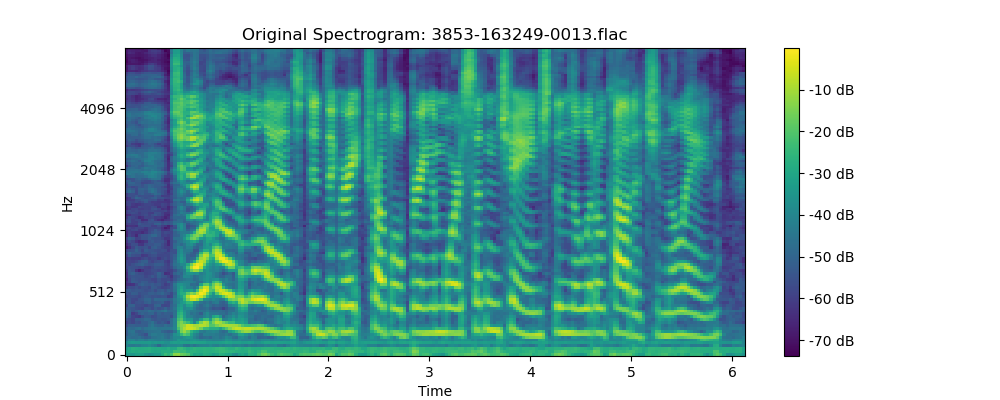 Original Spectrogram: 3853-163249-0013.flac
Hz
4096
2048
1024
512
0
0 1 2 3 4 5 6
Time
-10 dB
-20 dB
-30 dB
-40 dB
-50 dB
-60 dB
-70 dB